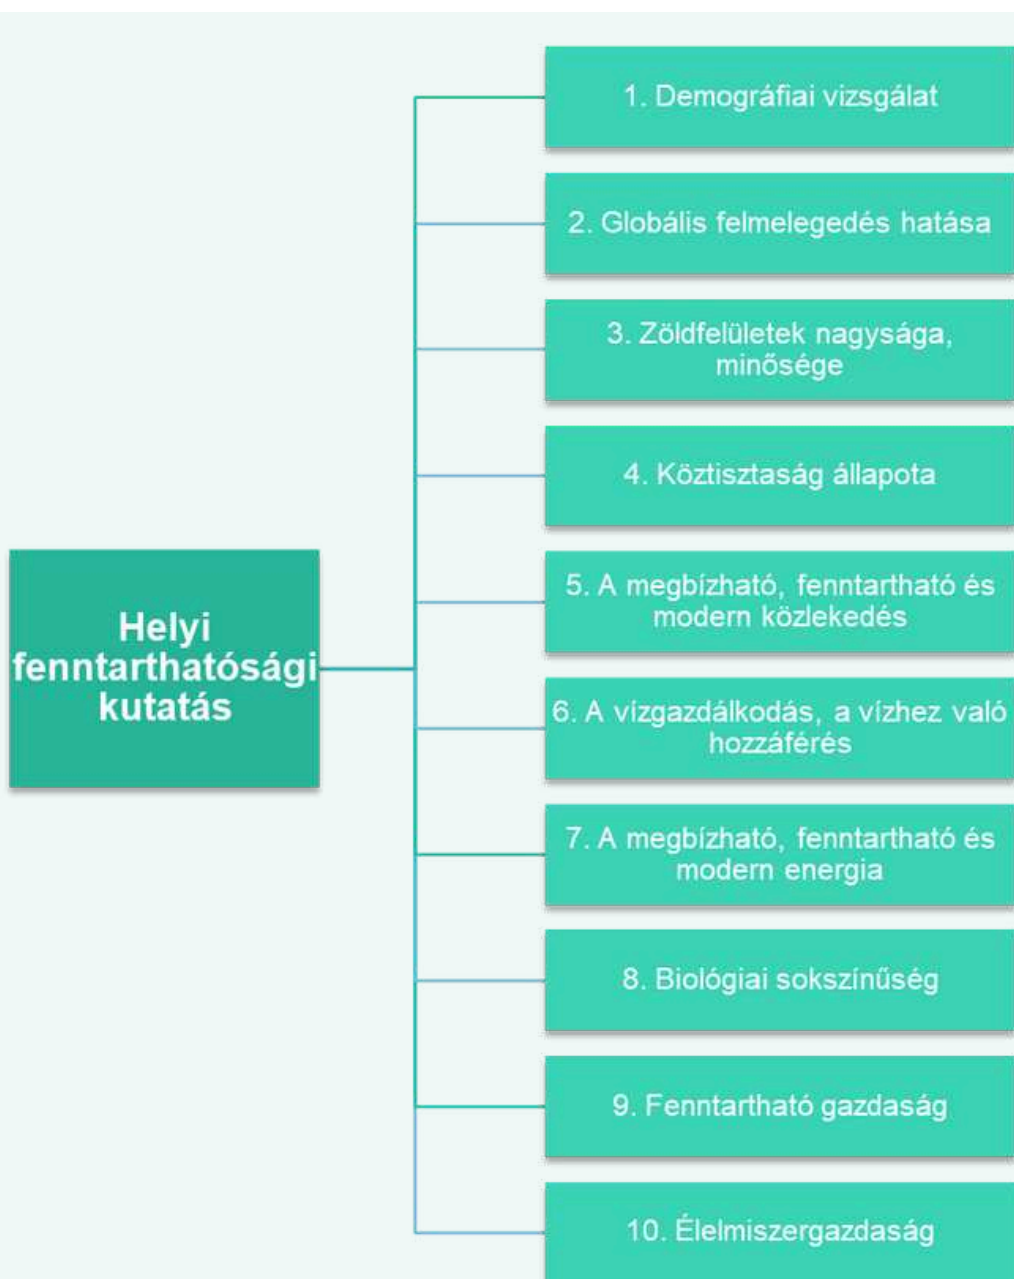 Helyi
fenntarthatósági
kutatás
1. Demográfiai vizsgálat
2. Globális felmelegedés hatása
3. Zöldfelületek nagysága,
minősége
4. Köztisztaság állapota
5. A megbízható, fenntartható és
modern közlekedés
6. A vízgazdálkodás, a vízhez való
hozzáférés
7. A megbízható, fenntartható és
modern energia
8. Biológiai sokszínűség
9. Fenntartható gazdaság
10. Élelmiszergazdaság